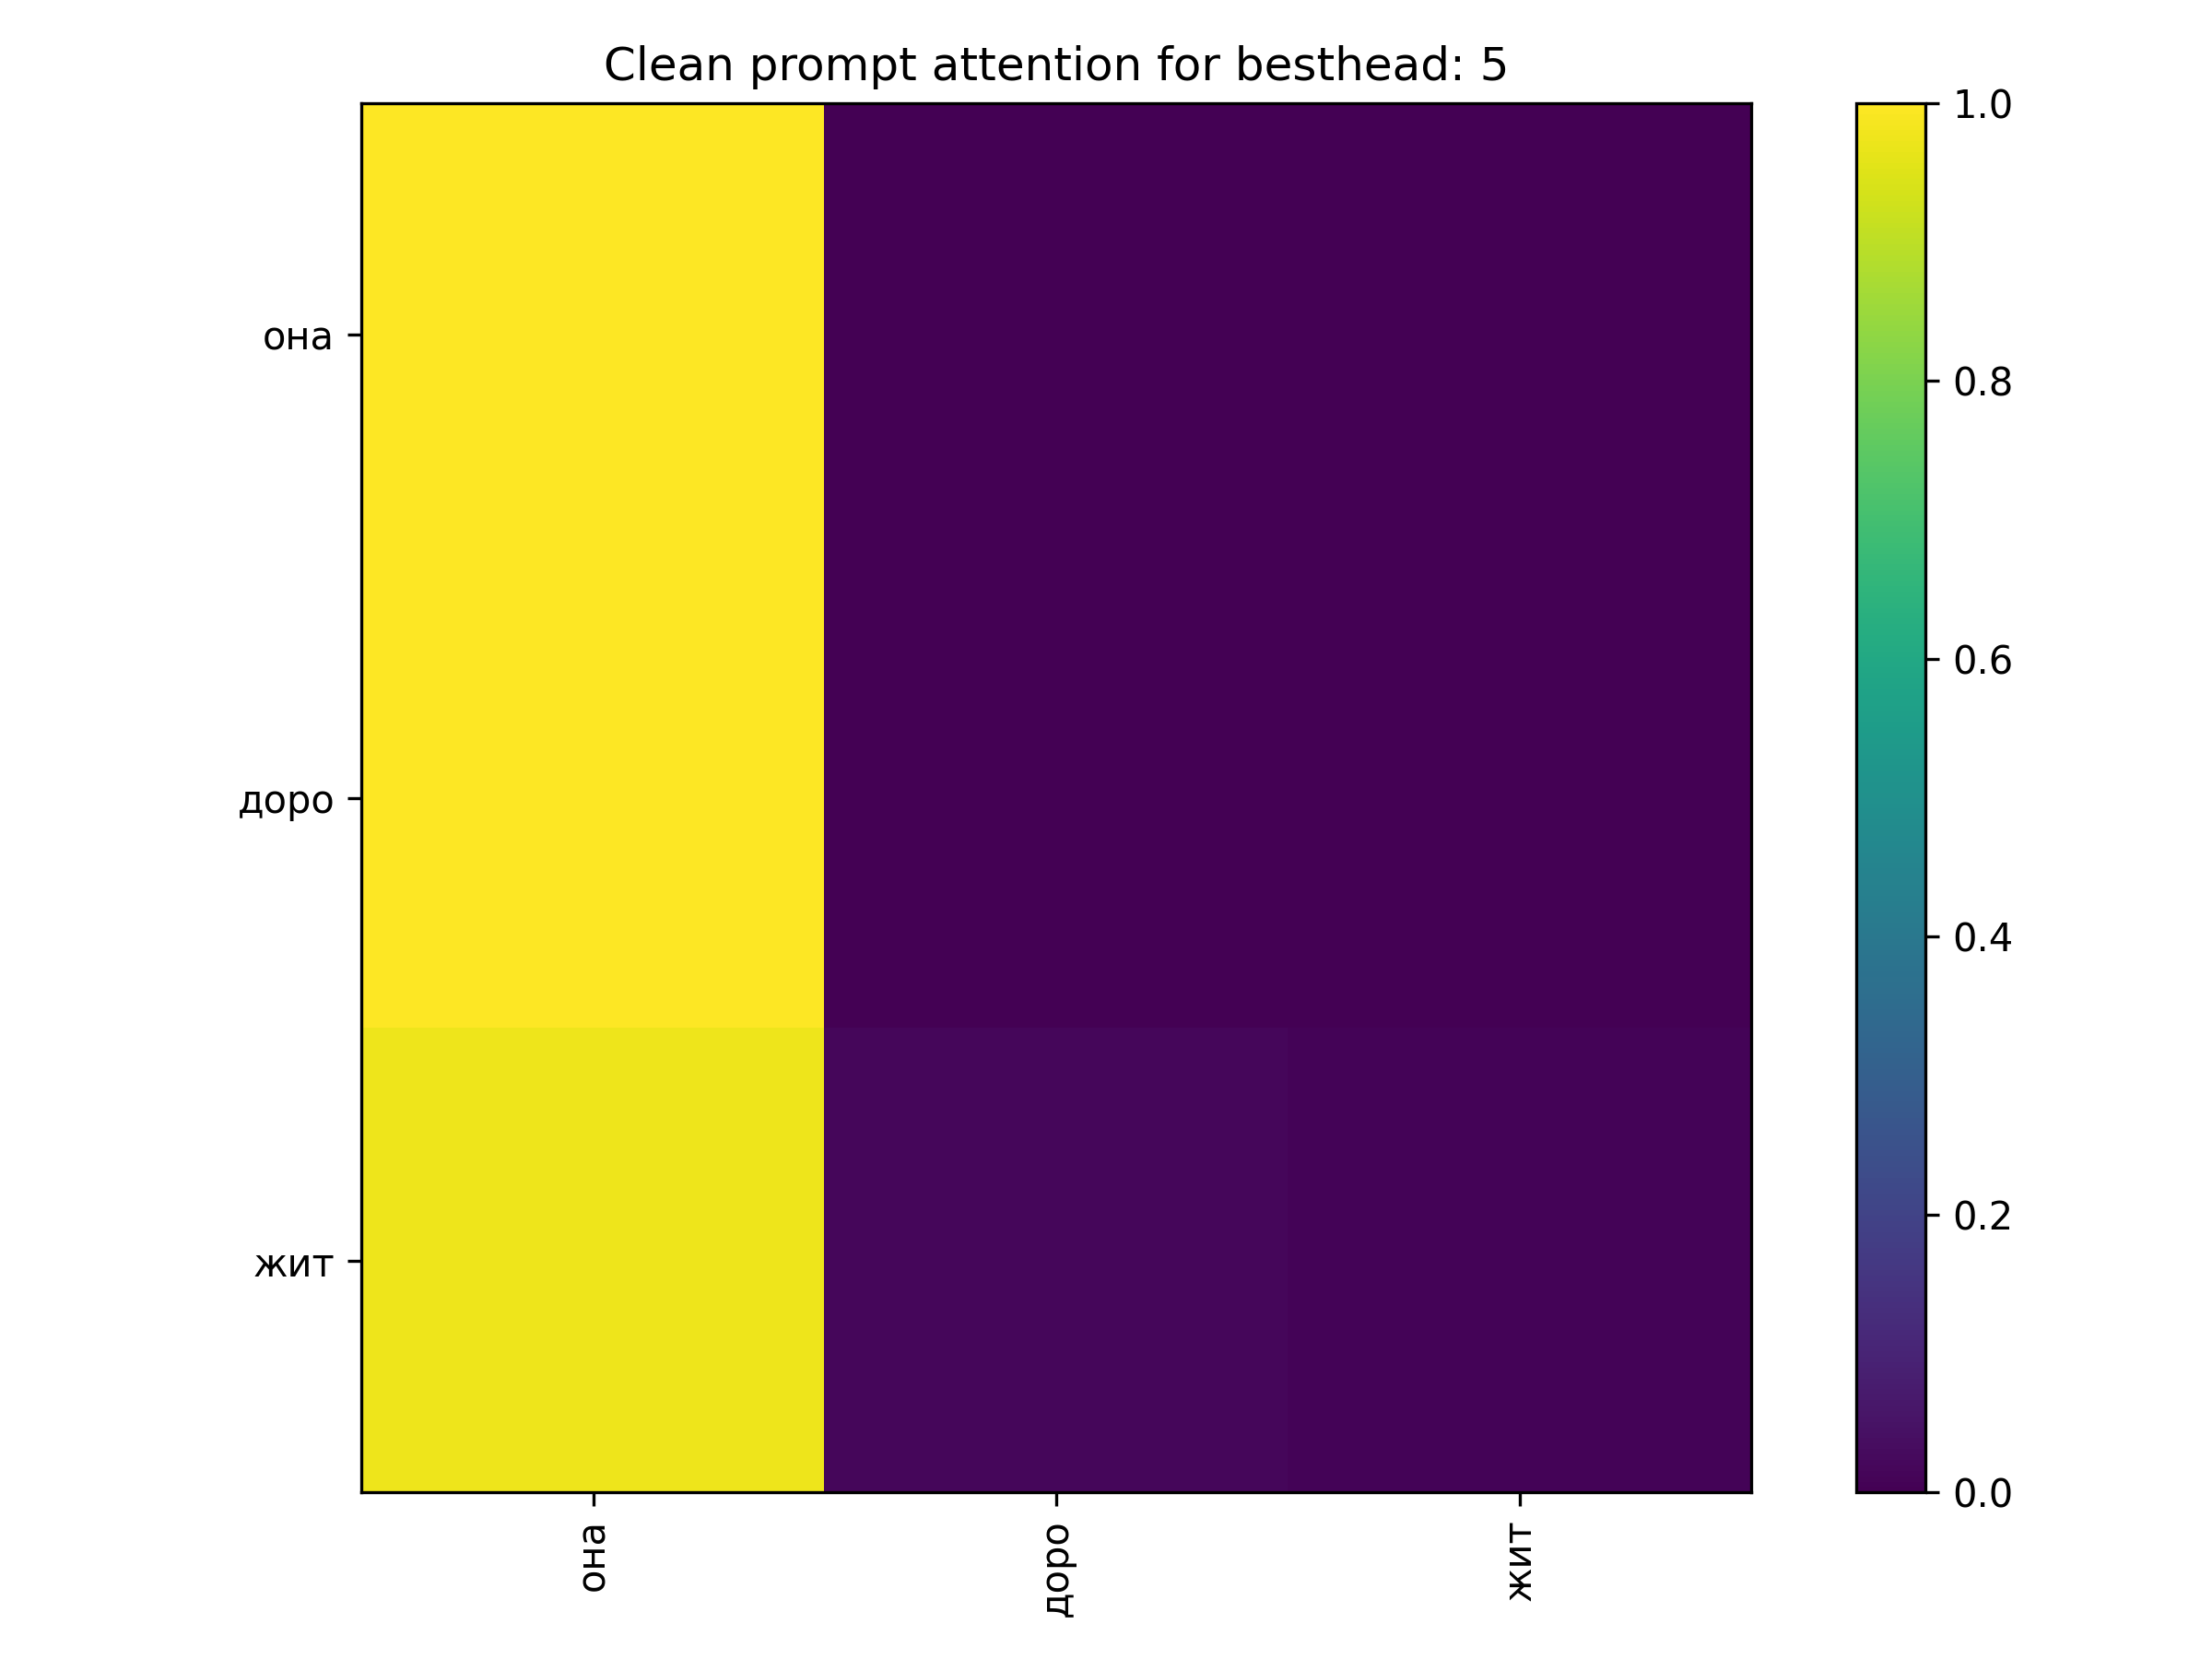 Clean prompt attention for besthead: 5
она
доро
жит
она
доро
жит
1.0
0.8
0.6
0.4
0.2
0.0